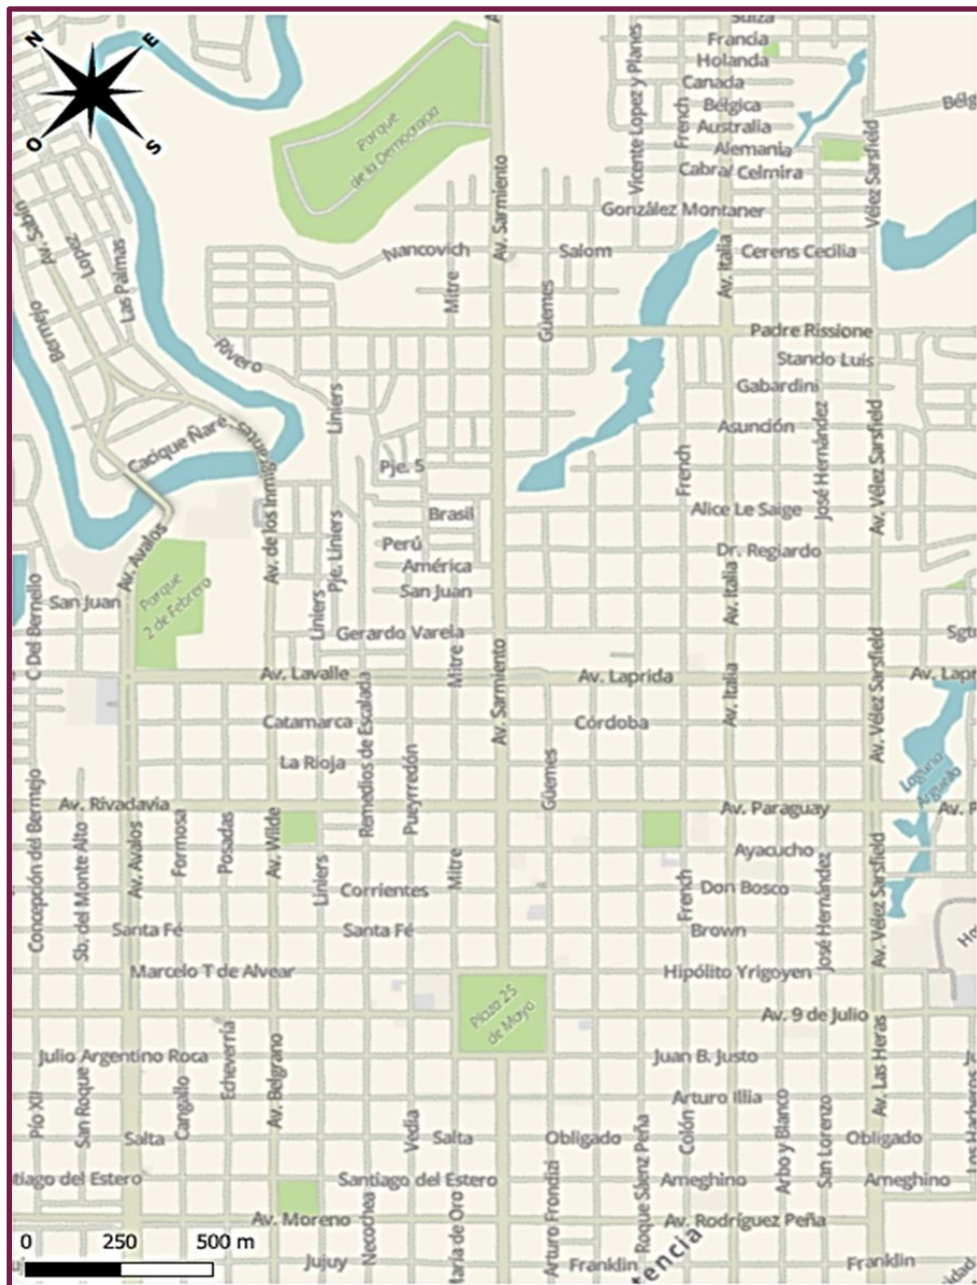 N
E
O
S
Suiza
Francia
Holanda
Canada
Bélgica
Australia
Alemania
Cabral Celmira
González Montaner
Vicente Lopez y Planes
French
Vélez Sarsfield
Parque
de la Democracia
Av. Sarmiento
Nancovich
Salom
Cerens Cecilia
Av. Italia
Mitre
Güemes
Av. Sabin
Lopez
Las Palmas
Bermejo
Padre Rissione
Stando Luis
Gabardini
Asunción
Rivero
Liniers
José Hernández
Av. Vélez Sarsfield
Cacique Ñare
Av. de los Inmigrantes
Pje. 5
French
Brasil
Alice Le Saige
Pje. Liniers
Perú
América
San Juan
Dr. Regiardo
Av. Avalos
Parque
2 de Febrero
San Juan
C Del Bernello
Liniers
Gerardo Varela
Av. Italia
Av. Lavalle
Mitre
Av. Sarmiento
Av. Laprida
Av. Italia
Av. Vélez Sarsfield
Catamarca
Córdoba
La Rioja
Remedios de Escalada
Pueyrredón
Güemes
Laguna
Arguello
Av. Rivadavia
Av. Paraguay
Concepción del Bermejo
Sb. del Monte Alto
Av. Avalos
Formosa
Posadas
Av. Wilde
Liniers
Mitre
Ayacucho
Corrientes
French
Don Bosco
José Hernández
Av. Vélez Sarsfield
Santa Fé
Santa Fé
Brown
Marcelo T de Alvear
Hipólito Yrigoyen
Plaza 25
de Mayo
Av. 9 de Julio
Julio Argentino Roca
Echeverría
Av. Belgrano
Juan B. Justo
Av. Las Heras
Pío XII
San Roque
Cangallo
Arturo Illia
Salta
Vedia
Salta
Obligado
Roque Sáenz Peña
Colón
Arbo y Blanco
San Lorenzo
Obligado
tiago del Estero
Santiago del Estero
Ameghino
Ameghino
Av. Moreno
Necochea
taria de Oro
Arturo Frondizi
Av. Rodríguez Peña
Jujuy
Franklin
tencia
Franklin
0 250 500 m